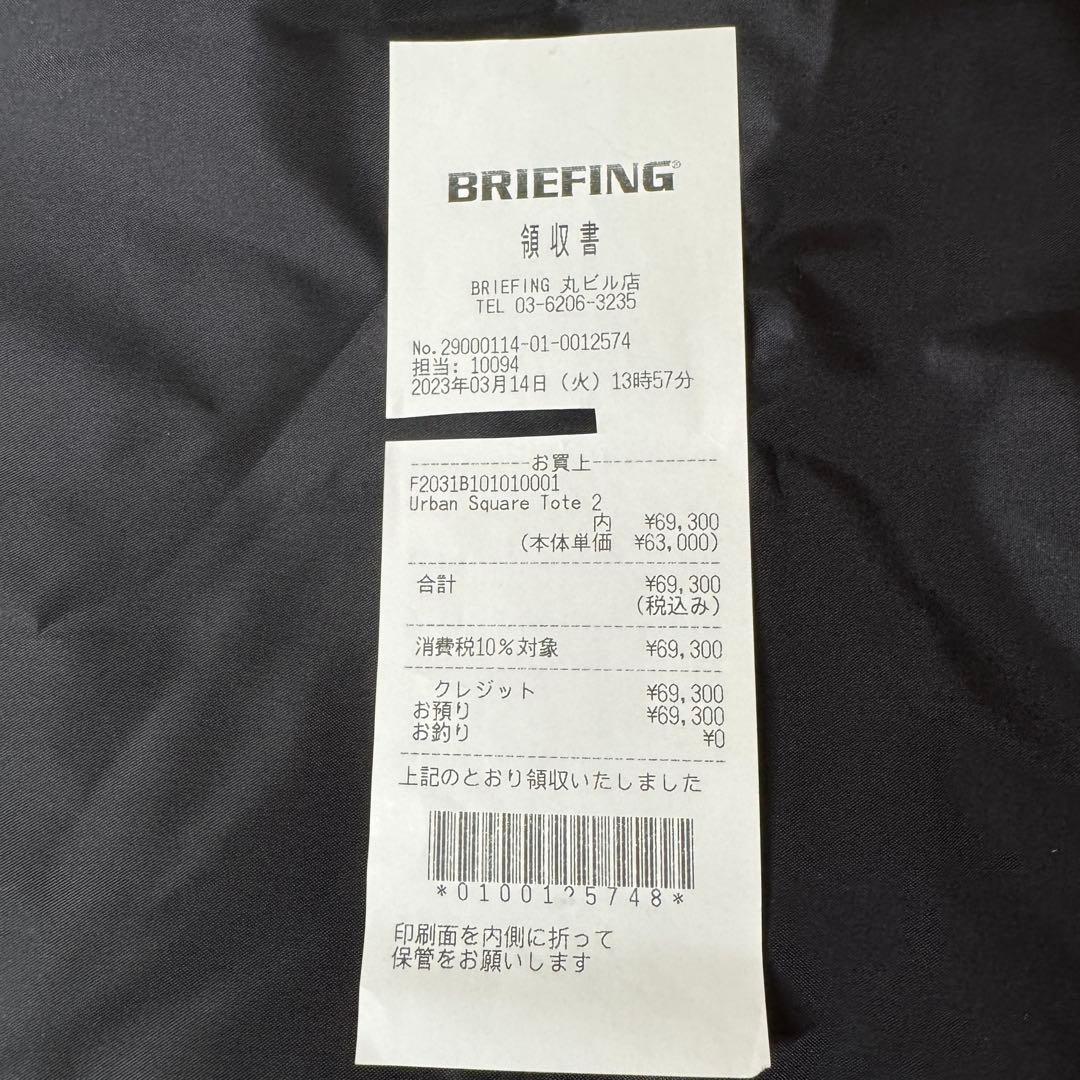 BRIEFING®
領収書
BRIEFING 丸ビル店
TEL 03-6206-3235
No.29000114-01-0012574
担当: 10094
2023年03月14日（火）13時57分
------------お買上------------
F2031B101010001
Urban Square Tote 2
内 ¥69,300
(本体単価 ¥63,000)
合計 ¥69,300
(税込み)
消費税10%対象 ¥69,300
クレジット ¥69,300
お預り ¥69,300
お釣り ¥0
上記のとおり領収いたしました
*0100125748*
印刷面を内側に折って
保管をお願いします